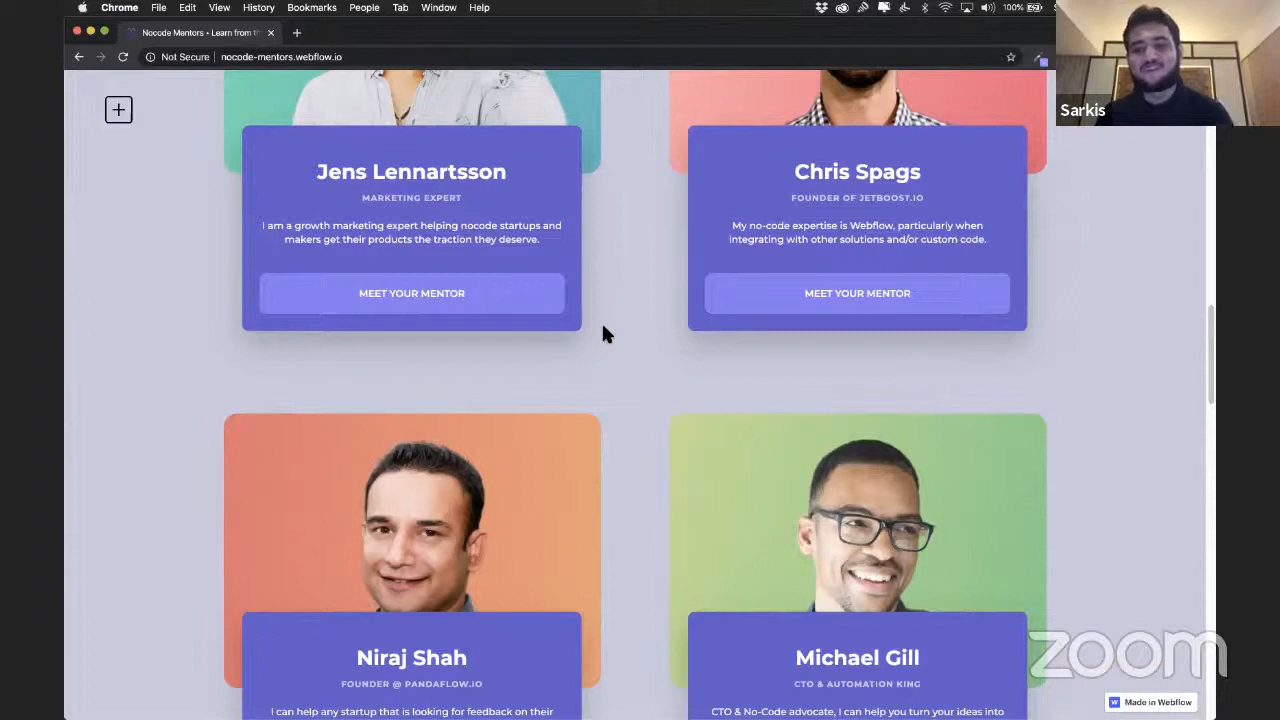 Chrome File Edit View History Bookmarks People Tab Window Help
100%
Nocode Mentors • Learn from th
Not Secure nocode-mentors.webflow.io
Sarkis
Jens Lennartsson
MARKETING EXPERT
I am a growth marketing expert helping nocode startups and
makers get their products the traction they deserve.
MEET YOUR MENTOR
Chris Spags
FOUNDER OF JETBOOST.IO
My no-code expertise is Webflow, particularly when
integrating with other solutions and/or custom code.
MEET YOUR MENTOR
Niraj Shah
FOUNDER @ PANDAFLOW.IO
I can help any startup that is looking for feedback on their
Michael Gill
CTO & AUTOMATION KING
CTO & No-Code advocate, I can help you turn your ideas into
zoom
Made in Webflow